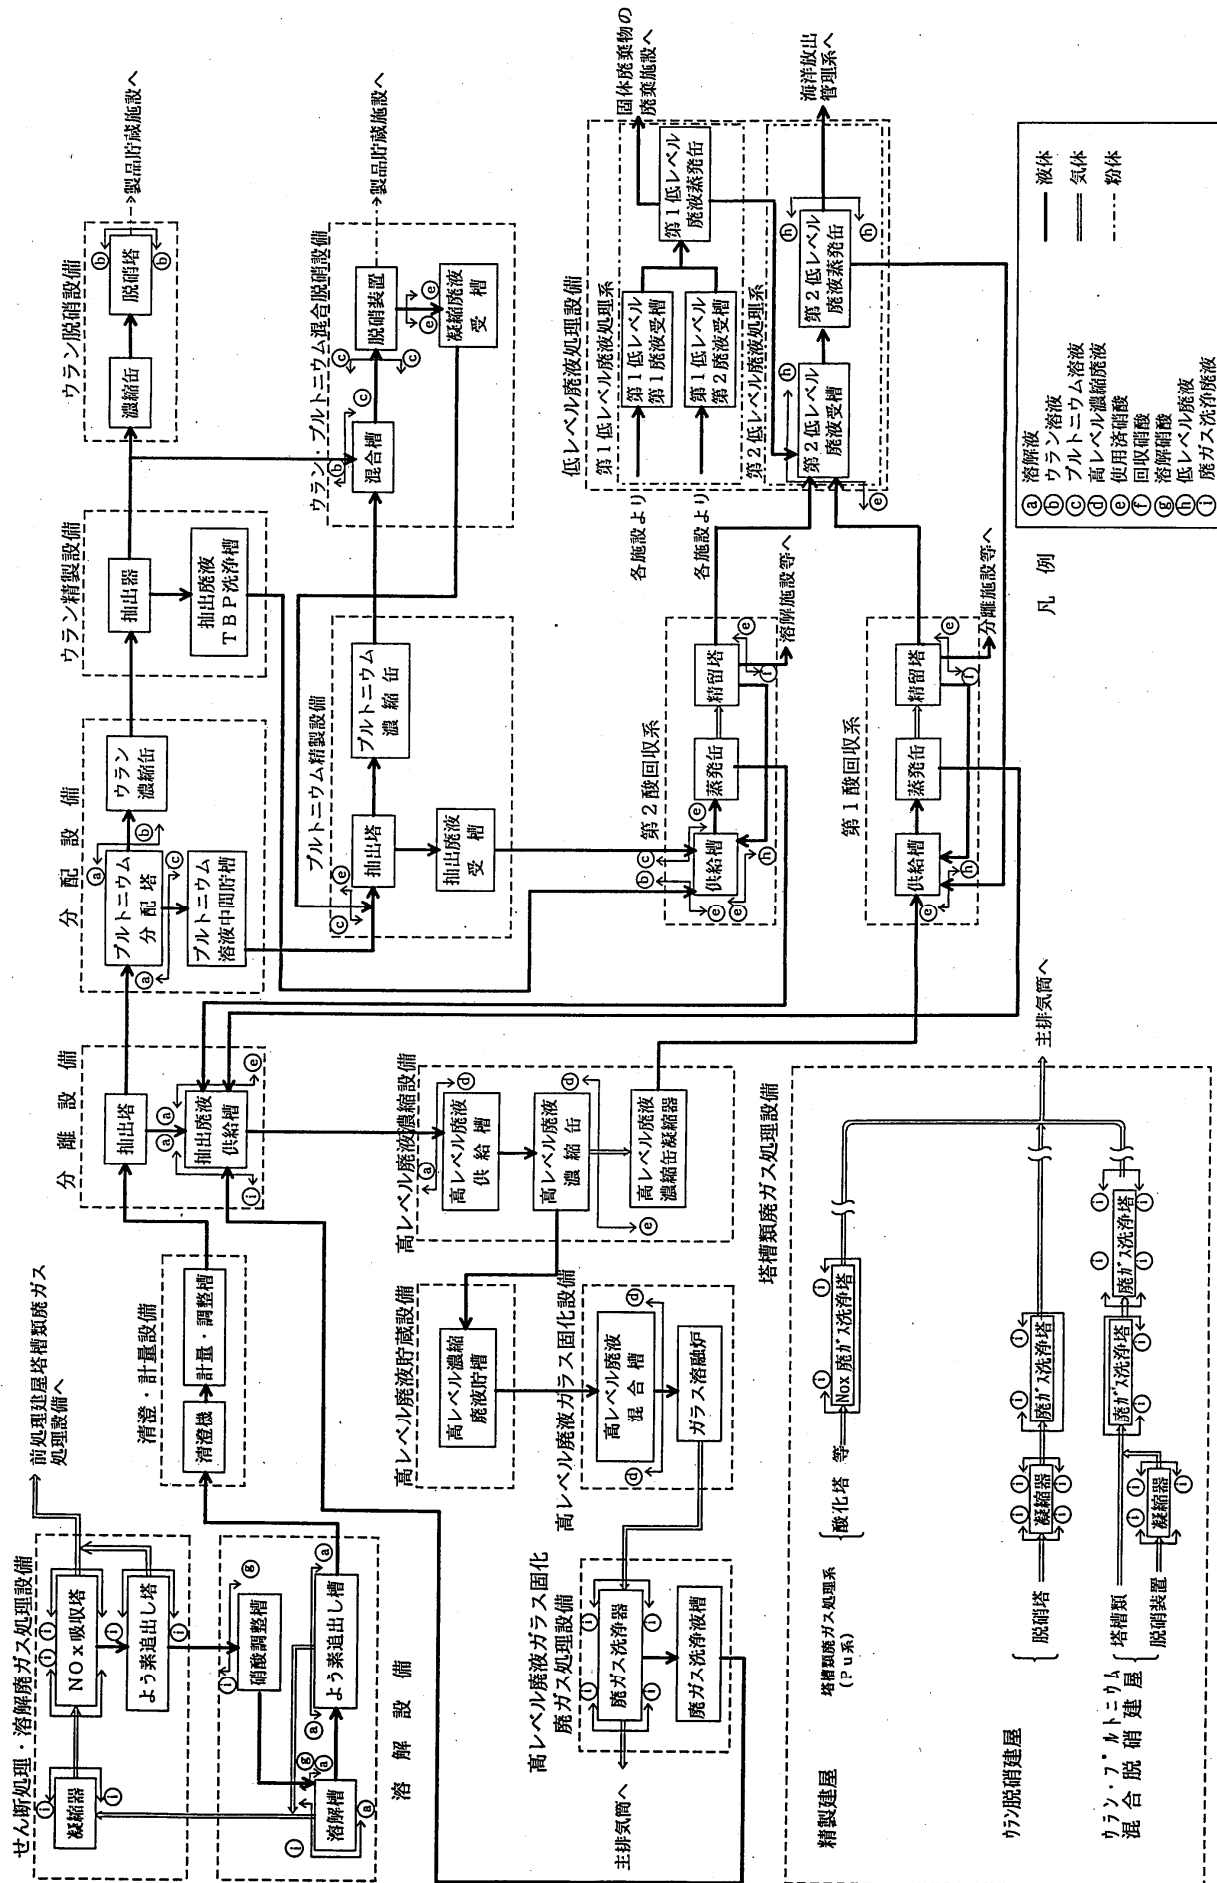 せん断処理・溶解廃ガス処理設備
凝縮器
NOx吸収塔
よう素追出し塔
前処理建屋塔槽類廃ガス
処理設備へ
溶解設備
溶解槽
硝酸調整槽
よう素追出し槽
清澄・計量設備
清澄機
計量・調整槽
分離設備
抽出塔
抽出廃液
供給槽
分配設備
プルトニウム
分配塔
ウラン
濃縮缶
プルトニウム
溶液中間貯槽
ウラン精製設備
抽出器
抽出廃液
TBP洗浄槽
ウラン脱硝設備
濃縮缶
脱硝塔
製品貯蔵施設へ
プルトニウム精製設備
抽出塔
プルトニウム
濃縮缶
抽出廃液
受槽
ウラン・プルトニウム混合脱硝設備
混合槽
脱硝装置
凝縮廃液
受槽
製品貯蔵施設へ
高レベル廃液濃縮設備
高レベル廃液
供給槽
高レベル廃液
濃縮缶
高レベル廃液
濃縮缶凝縮器
高レベル廃液貯蔵設備
高レベル濃縮
廃液貯槽
高レベル廃液ガラス固化設備
高レベル廃液
混合槽
ガラス溶融炉
高レベル廃液ガラス固化
廃ガス処理設備
廃ガス洗浄器
廃ガス洗浄液槽
主排気筒へ
第2酸回収系
供給槽
蒸発缶
精留塔
溶解施設等へ
第1酸回収系
供給槽
蒸発缶
精留塔
分離施設等へ
低レベル廃液処理設備
第1低レベル廃液処理系
各施設より
各施設より
第1低レベル
第1廃液受槽
第1低レベル
第2廃液受槽
第1低レベル
廃液蒸発缶
固体廃棄物の
廃棄施設へ
第2低レベル廃液処理系
第2低レベル
廃液受槽
第2低レベル
廃液蒸発缶
海洋放出
管理系へ
塔槽類廃ガス処理設備
精製建屋
塔槽類廃ガス処理系
(Pu系)
酸化塔 等
Nox廃ガス洗浄塔
ウラン脱硝建屋
脱硝塔
凝縮器
廃ガス洗浄塔
ウラン・プルトニウム
混合脱硝建屋
塔槽類
脱硝装置
凝縮器
廃ガス洗浄塔
廃ガス洗浄塔
主排気筒へ
凡例
ⓐ 溶解液
ⓑ ウラン溶液
ⓒ プルトニウム溶液
ⓓ 高レベル濃縮廃液
ⓔ 使用済硝酸
ⓕ 回収硝酸
ⓖ 溶解硝酸
ⓗ 低レベル廃液
ⓘ 廃ガス洗浄廃液
液体
気体
粉体